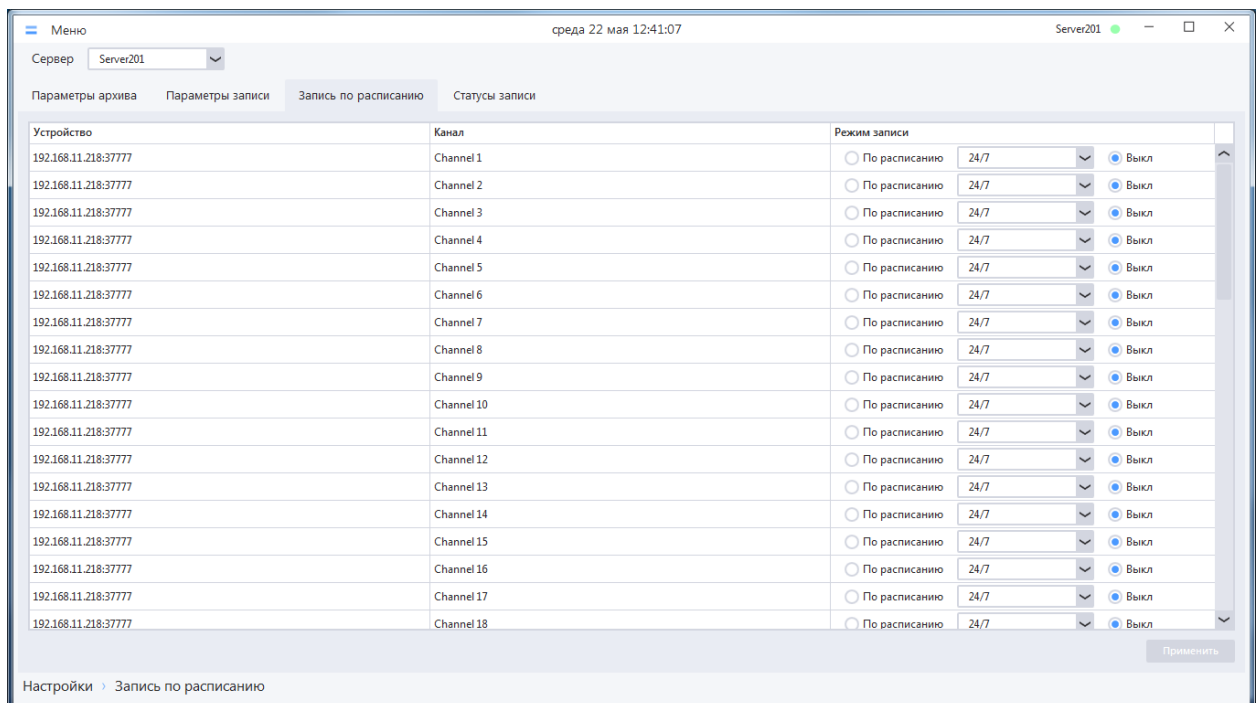 Меню среда 22 мая 12:41:07 Server201
Сервер Server201
Параметры архива Параметры записи Запись по расписанию Статусы записи
Устройство Канал Режим записи
192.168.11.218:37777 Channel 1 По расписанию 24/7 Выкл
192.168.11.218:37777 Channel 2 По расписанию 24/7 Выкл
192.168.11.218:37777 Channel 3 По расписанию 24/7 Выкл
192.168.11.218:37777 Channel 4 По расписанию 24/7 Выкл
192.168.11.218:37777 Channel 5 По расписанию 24/7 Выкл
192.168.11.218:37777 Channel 6 По расписанию 24/7 Выкл
192.168.11.218:37777 Channel 7 По расписанию 24/7 Выкл
192.168.11.218:37777 Channel 8 По расписанию 24/7 Выкл
192.168.11.218:37777 Channel 9 По расписанию 24/7 Выкл
192.168.11.218:37777 Channel 10 По расписанию 24/7 Выкл
192.168.11.218:37777 Channel 11 По расписанию 24/7 Выкл
192.168.11.218:37777 Channel 12 По расписанию 24/7 Выкл
192.168.11.218:37777 Channel 13 По расписанию 24/7 Выкл
192.168.11.218:37777 Channel 14 По расписанию 24/7 Выкл
192.168.11.218:37777 Channel 15 По расписанию 24/7 Выкл
192.168.11.218:37777 Channel 16 По расписанию 24/7 Выкл
192.168.11.218:37777 Channel 17 По расписанию 24/7 Выкл
192.168.11.218:37777 Channel 18 По расписанию 24/7 Выкл
Применить
Настройки › Запись по расписанию